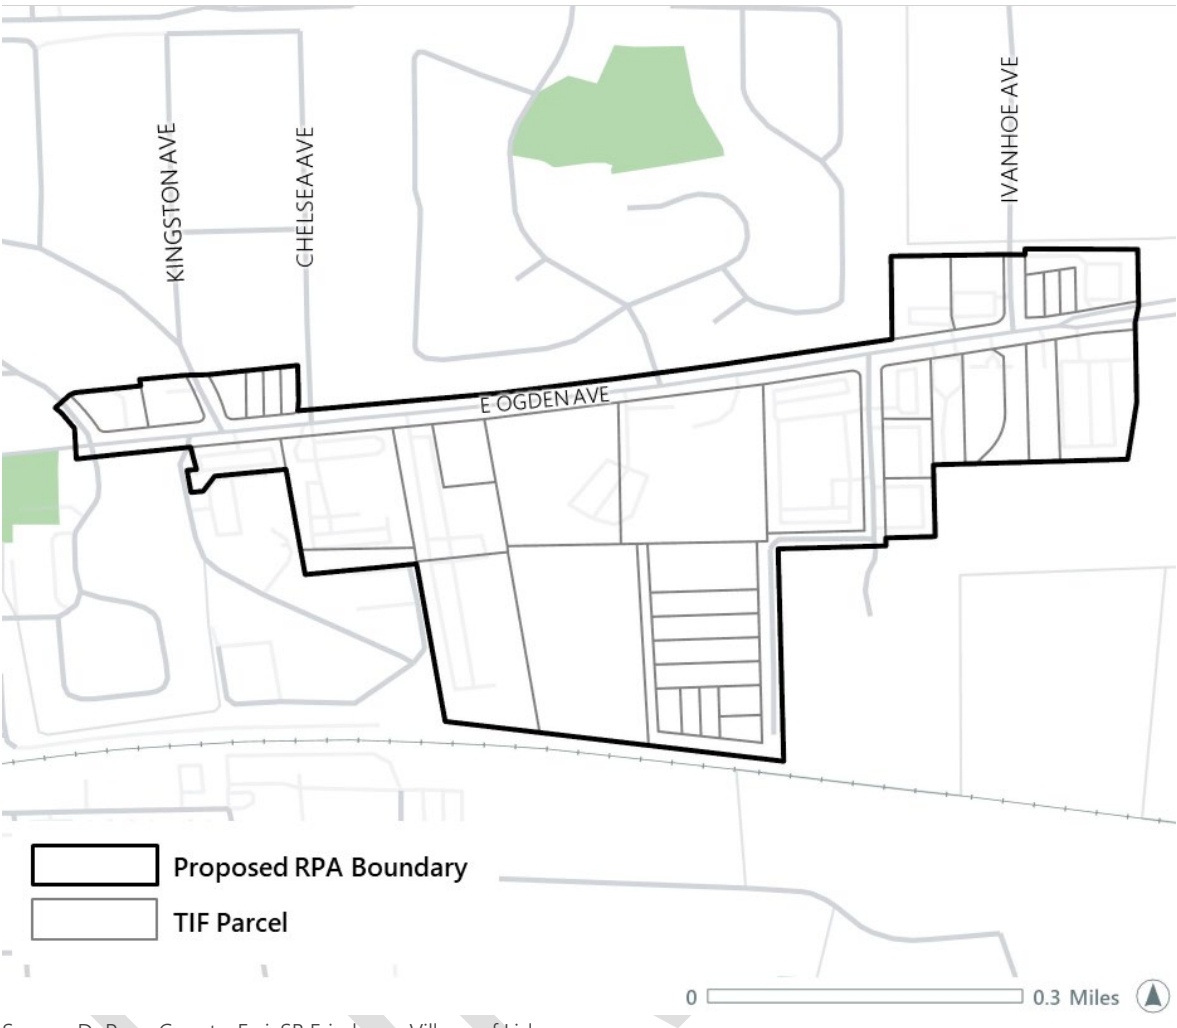 KINGSTON AVE
CHELSEA AVE
IVANHOE AVE
E OGDEN AVE
Proposed RPA Boundary
TIF Parcel
0 0.3 Miles